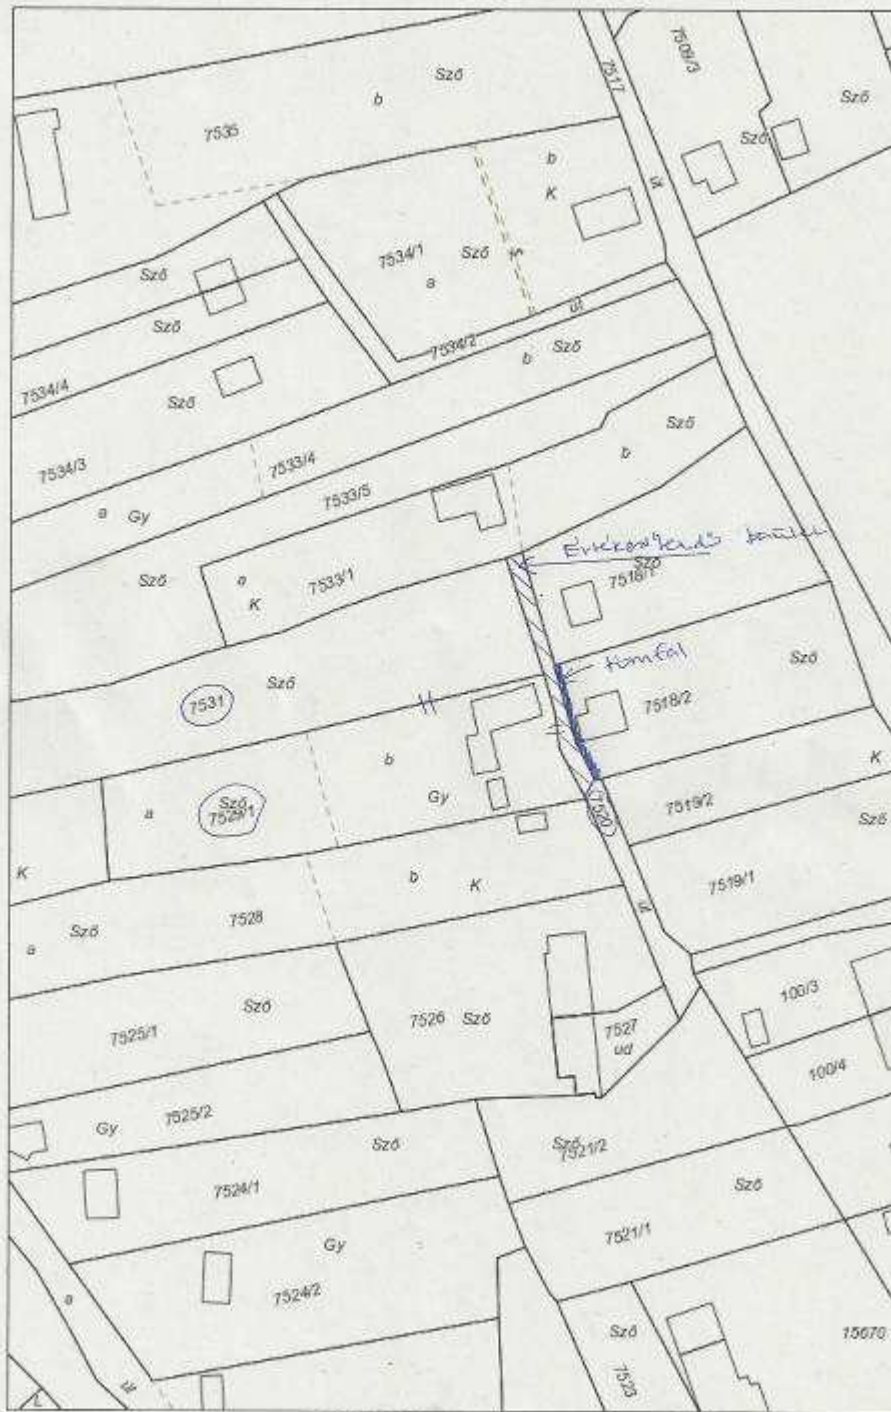 7509/3
7517
Sző
Sző
b
Sző
7535
b
K
út
7534/1
Sző
a
Sző
út
7534/2
b
Sző
Sző
7534/4
Sző
7534/3
Sző
7533/4
b
a
Gy
7533/5
Sző
a
K
7533/1
Sző
7518/1
7531
Sző
támfal
Sző
7518/2
b
K
a
Sző
7529/1
Gy
7520
7519/2
Sző
K
b
K
7519/1
a
Sző
7528
út
Sző
7525/1
7526
Sző
7527
ud
100/3
100/4
Gy
7525/2
Sző
Sző
7521/2
7524/1
Sző
Gy
7521/1
a
7524/2
Sző
15670
7523
út